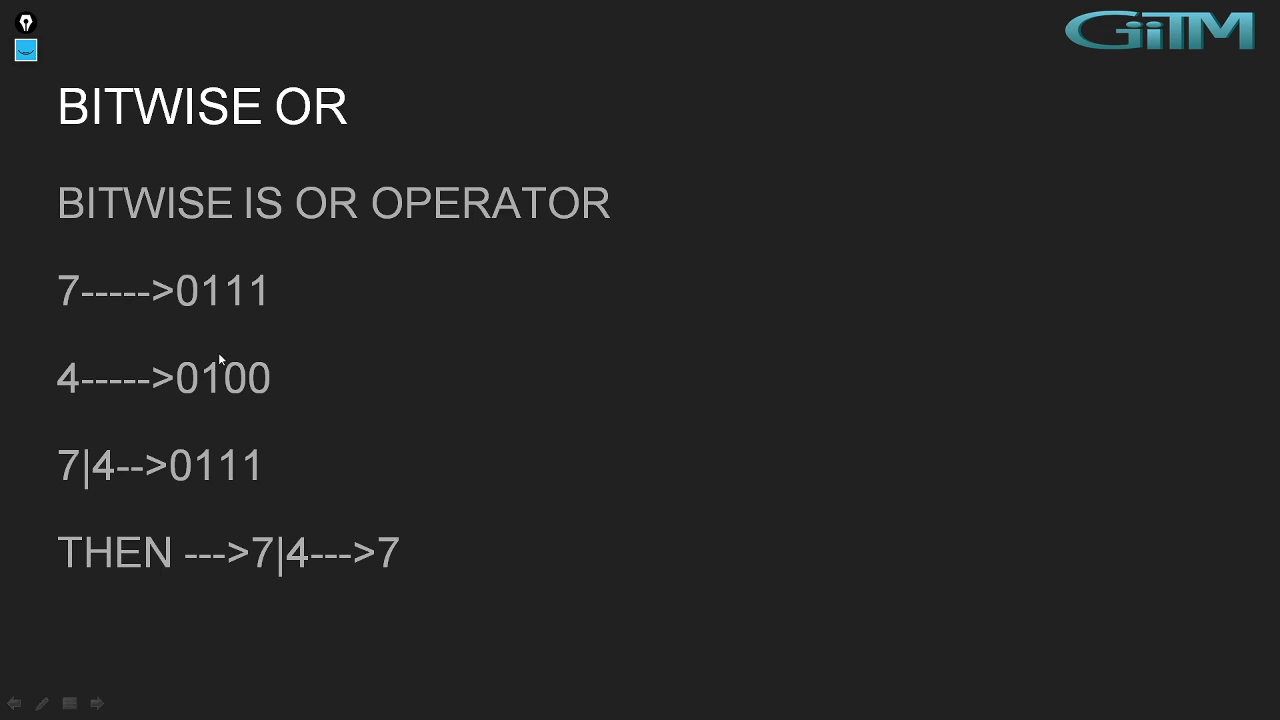 GiiTM
BITWISE OR
BITWISE IS OR OPERATOR
7----->0111
4----->0100
7|4-->0111
THEN --->7|4--->7